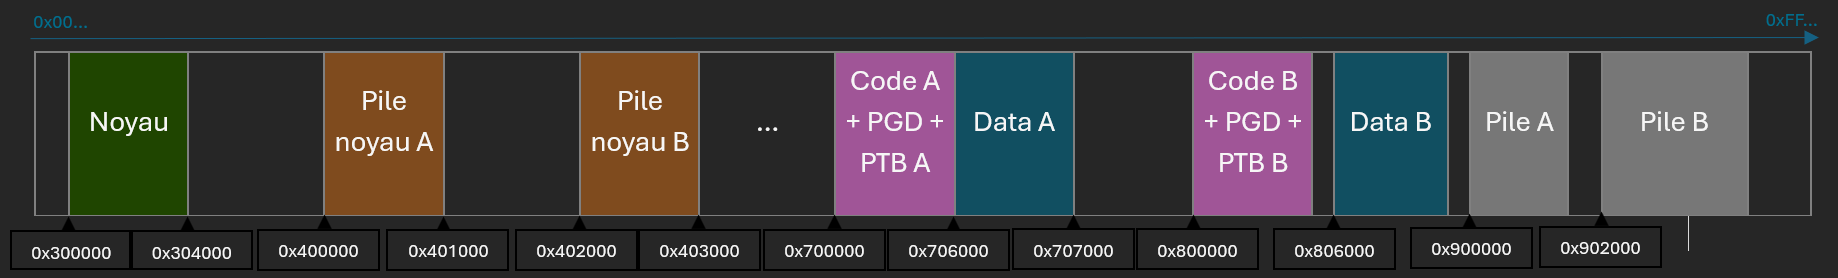 0x00...
0xFF...
Noyau
Pile
noyau A
Pile
noyau B
...
Code A
+ PGD +
PTB A
Data A
Code B
+ PGD +
PTB B
Data B
Pile A
Pile B
0x300000
0x304000
0x400000
0x401000
0x402000
0x403000
0x700000
0x706000
0x707000
0x800000
0x806000
0x900000
0x902000